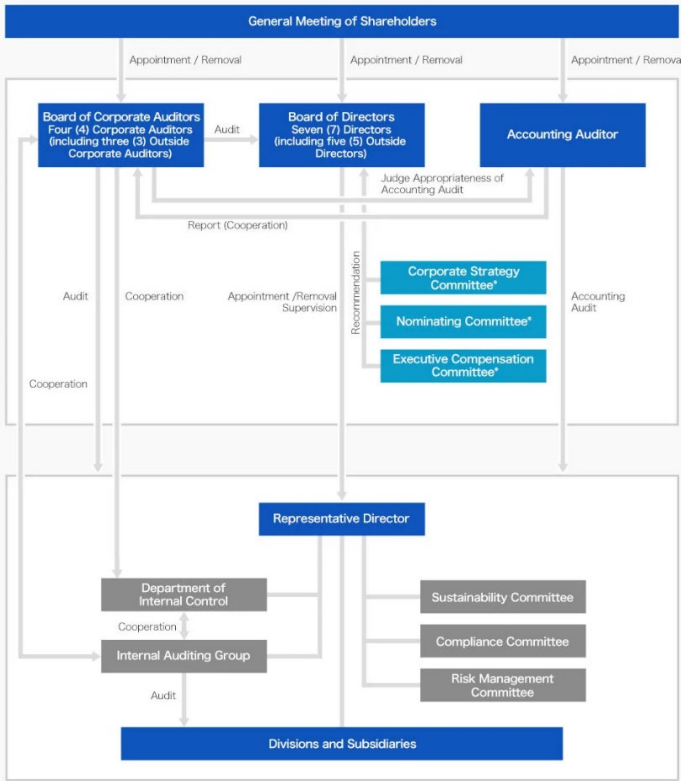 General Meeting of Shareholders
Appointment / Removal
Appointment / Removal
Appointment / Remova
Board of Corporate Auditors
Four (4) Corporate Auditors
(including three (3) Outside
Corporate Auditors)
Audit
Board of Directors
Seven (7) Directors
(including five (5) Outside
Directors)
Accounting Auditor
Judge Appropriateness of
Accounting Audit
Report (Cooperation)
Recommendation
Corporate Strategy
Committee*
Audit
Cooperation
Appointment /Removal
Supervision
Nominating Committee*
Accounting
Audit
Executive Compensation
Committee*
Cooperation
Representative Director
Department of
Internal Control
Sustainability Committee
Cooperation
Compliance Committee
Internal Auditing Group
Risk Management
Committee
Audit
Divisions and Subsidiaries